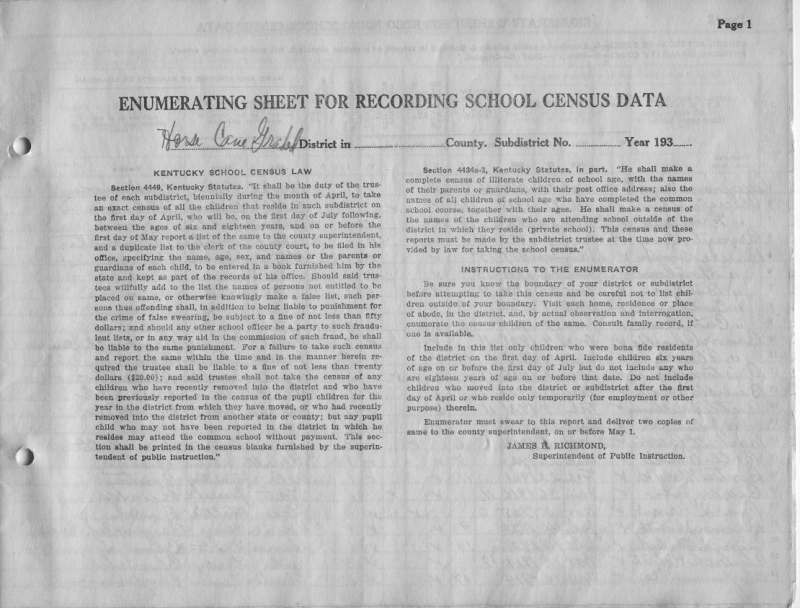 Page 1
ENUMERATING SHEET FOR RECORDING SCHOOL CENSUS DATA
Horse Cave Graded District in County. Subdistrict No. Year 193
KENTUCKY SCHOOL CENSUS LAW
Section 4449, Kentucky Statutes. "It shall be the duty of the trus-
tee of each subdistrict, biennially during the month of April, to take
an exact census of all the children that reside in such subdistrict on
the first day of April, who will be, on the first day of July following,
between the ages of six and eighteen years, and on or before the
first day of May report a list of the same to the county superintendent,
and a duplicate list to the clerk of the county court, to be filed in his
office, specifying the name, age, sex, and names or the parents or
guardians of each child, to be entered in a book furnished him by the
state and kept as part of the records of his office. Should said trus-
tees willfully add to the list the names of persons not entitled to be
placed on same, or otherwise knowingly make a false list, such per-
sons thus offending shall, in addition to being liable to punishment for
the crime of false swearing, be subject to a fine of not less than fifty
dollars; and should any other school officer be a party to such fraudu-
lent lists, or in any way aid in the commission of such fraud, he shall
be liable to the same punishment. For a failure to take such census
and report the same within the time and in the manner herein re-
quired the trustee shall be liable to a fine of not less than twenty
dollars ($20.00); and said trustee shall not take the census of any
children who have recently removed into the district and who have
been previously reported in the census of the pupil children for the
year in the district from which they have moved, or who had recently
removed into the district from another state or county; but any pupil
child who may not have been reported in the district in which he
resides may attend the common school without payment. This sec-
tion shall be printed in the census blanks furnished by the superin-
tendent of public instruction."
Section 4434a-2, Kentucky Statutes, in part. "He shall make a
complete census of illiterate children of school age, with the names
of their parents or guardians, with their post office address; also the
names of all children of school age who have completed the common
school course, together with their ages. He shall make a census of
the names of the children who are attending school outside of the
district in which they reside (private school). This census and these
reports must be made by the subdistrict trustee at the time now pro-
vided by law for taking the school census."
INSTRUCTIONS TO THE ENUMERATOR
Be sure you know the boundary of your district or subdistrict
before attempting to take this census and be careful not to list chil-
dren outside of your boundary. Visit each home, residence or place
of abode, in the district, and, by actual observation and interrogation,
enumerate the census children of the same. Consult family record, if
one is available.
Include in this list only children who were bona fide residents
of the district on the first day of April. Include children six years
of age on or before the first day of July but do not include any who
are eighteen years of age on or before that date. Do not include
children who moved into the district or subdistrict after the first
day of April or who reside only temporarily (for employment or other
purpose) therein.
Enumerator must swear to this report and deliver two copies of
same to the county superintendent, on or before May 1.
JAMES H. RICHMOND,
Superintendent of Public Instruction.